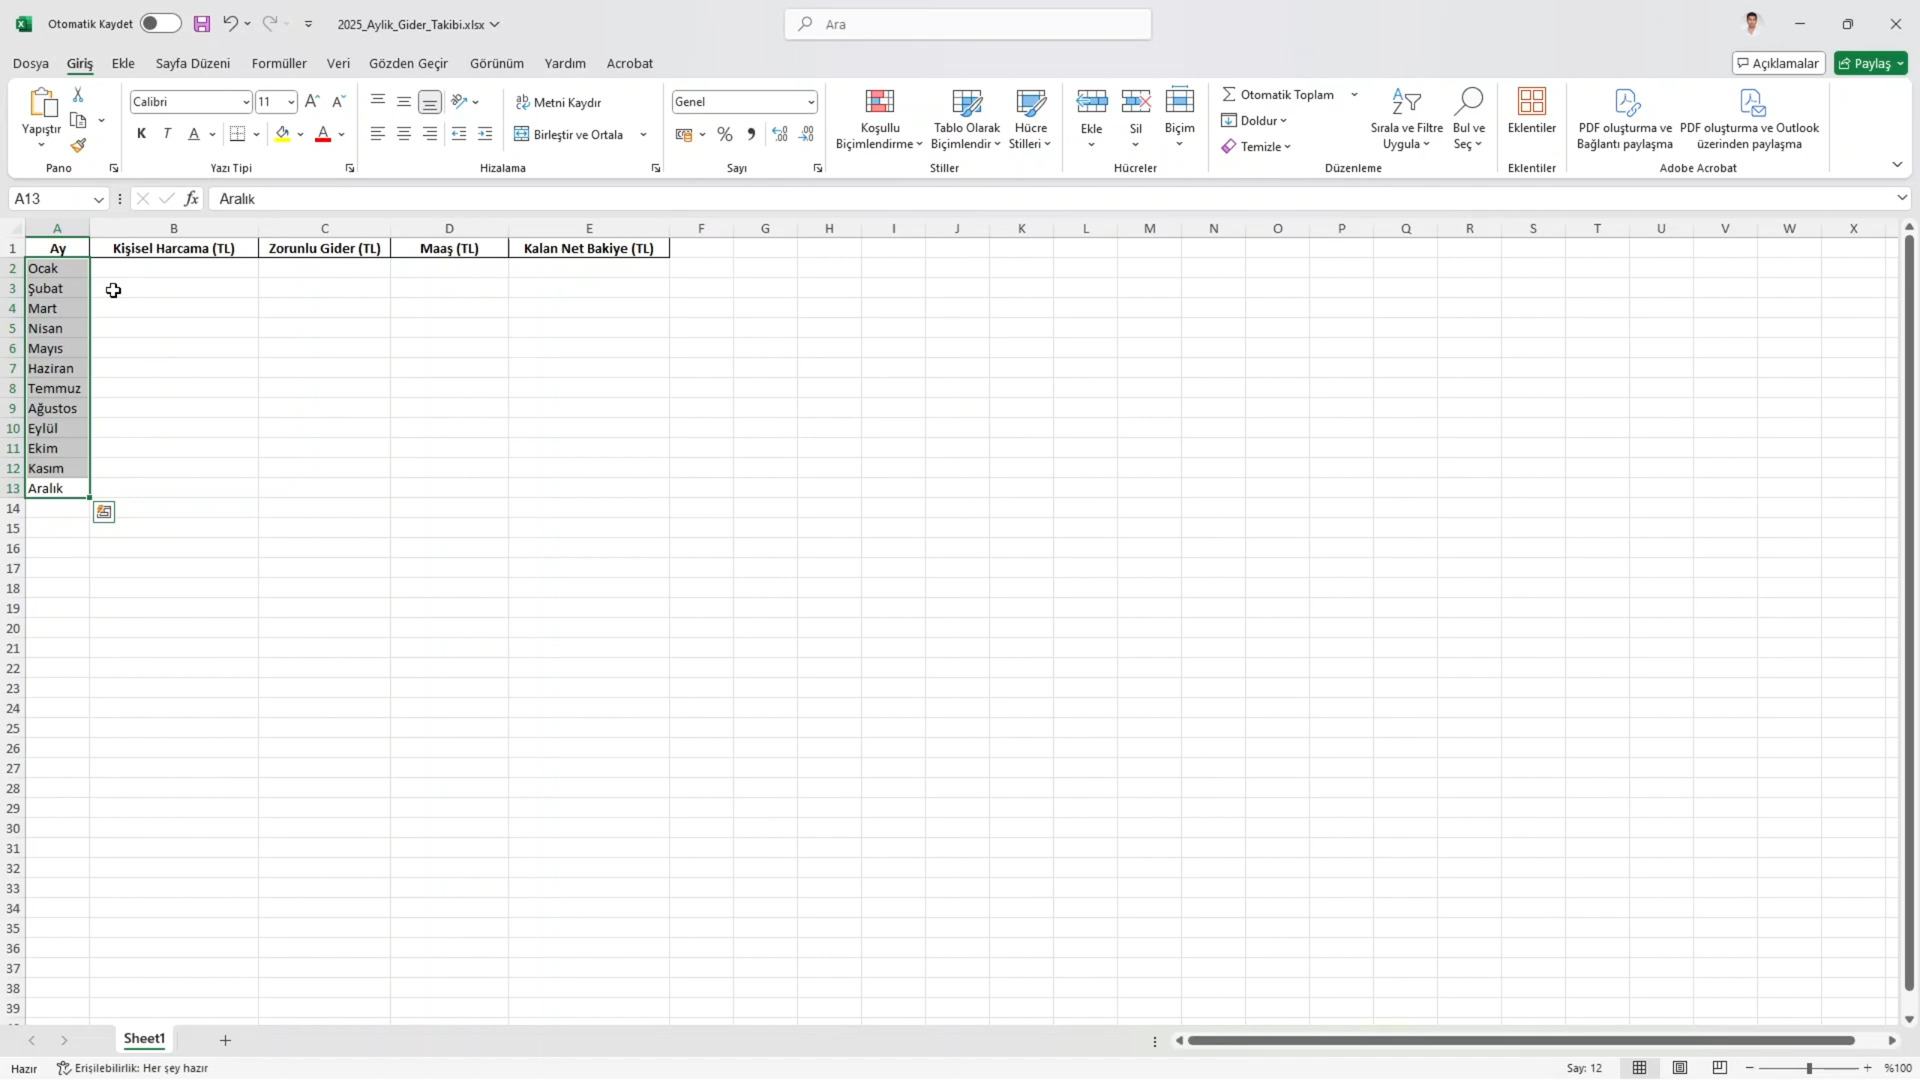 Otomatik Kaydet
2025_Aylik_Gider_Takibi.xlsx
Ara
Dosya Giriş Ekle Sayfa Düzeni Formüller Veri Gözden Geçir Görünüm Yardım Acrobat
Açıklamalar Paylaş
Yapıştır
Pano
Calibri 11
K T A A
Yazı Tipi
Metni Kaydır
Birleştir ve Ortala
Hizalama
Genel
%
Sayı
Koşullu
Biçimlendirme
Tablo Olarak
Biçimlendir
Hücre
Stilleri
Stiller
Ekle
Sil
Biçim
Hücreler
Otomatik Toplam
Doldur
Temizle
Sırala ve Filtre
Uygula
Bul ve
Seç
Düzenleme
Eklentiler
Eklentiler
PDF oluşturma ve
Bağlantı paylaşma
PDF oluşturma ve Outlook
üzerinden paylaşma
Adobe Acrobat
A13 fx Aralık
A B C D E F G H I J K L M N O P Q R S T U V W X
1 Ay Kişisel Harcama (TL) Zorunlu Gider (TL) Maaş (TL) Kalan Net Bakiye (TL)
2 Ocak
3 Şubat
4 Mart
5 Nisan
6 Mayıs
7 Haziran
8 Temmuz
9 Ağustos
10 Eylül
11 Ekim
12 Kasım
13 Aralık
14
15
16
17
18
19
20
21
22
23
24
25
26
27
28
29
30
31
32
33
34
35
36
37
38
39
Sheet1
Hazır Erişilebilirlik: Her şey hazır Say: 12 %100